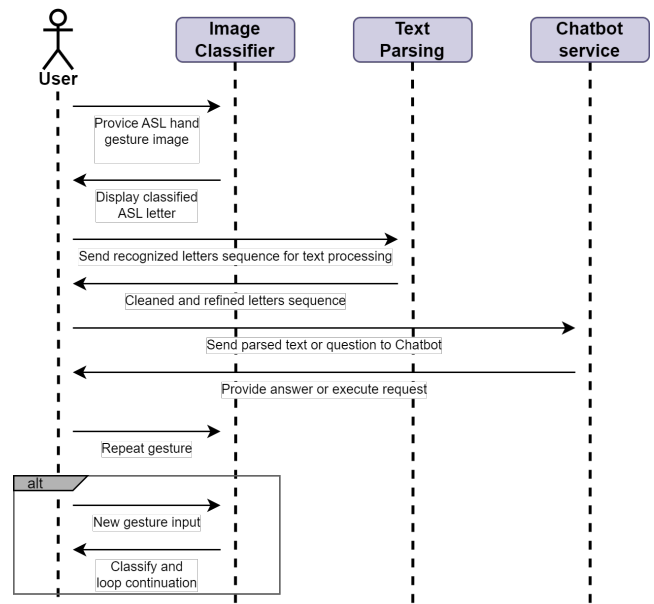 User
Image
Classifier
Text
Parsing
Chatbot
service
Provice ASL hand
gesture image
Display classified
ASL letter
Send recognized letters sequence for text processing
Cleaned and refined letters sequence
Send parsed text or question to Chatbot
Provide answer or execute request
Repeat gesture
alt
New gesture input
Classify and
loop continuation